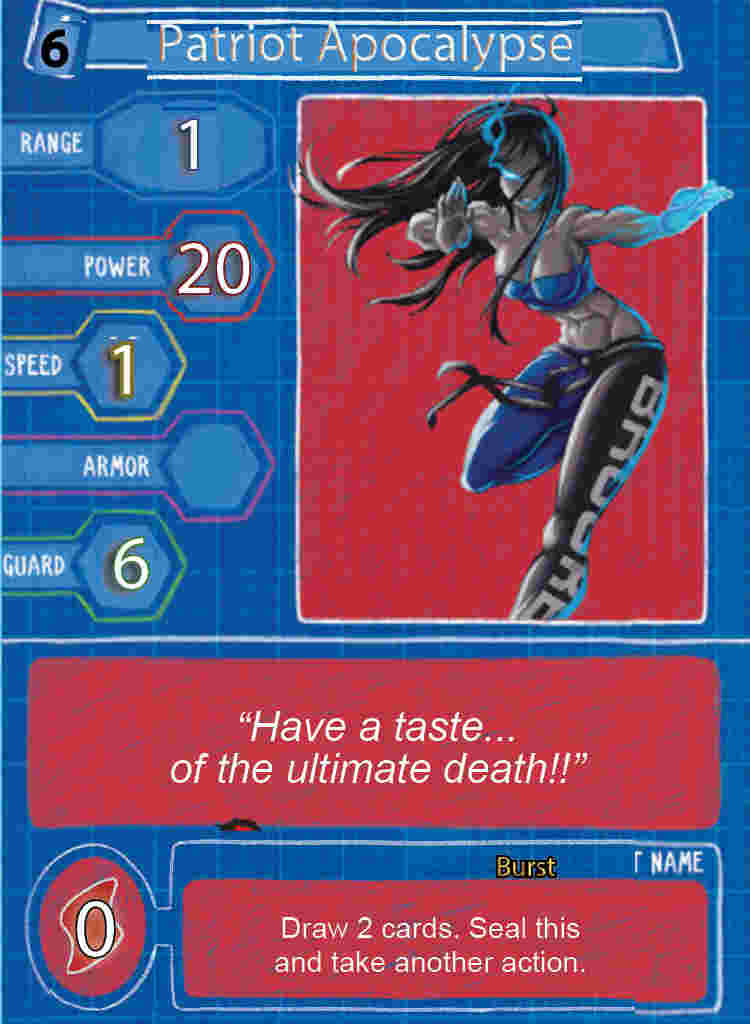 6
Patriot Apocalypse
RANGE
1
POWER
20
SPEED
1
ARMOR
GUARD
6
“Have a taste...
of the ultimate death!!”
Burst
NAME
0
Draw 2 cards. Seal this
and take another action.